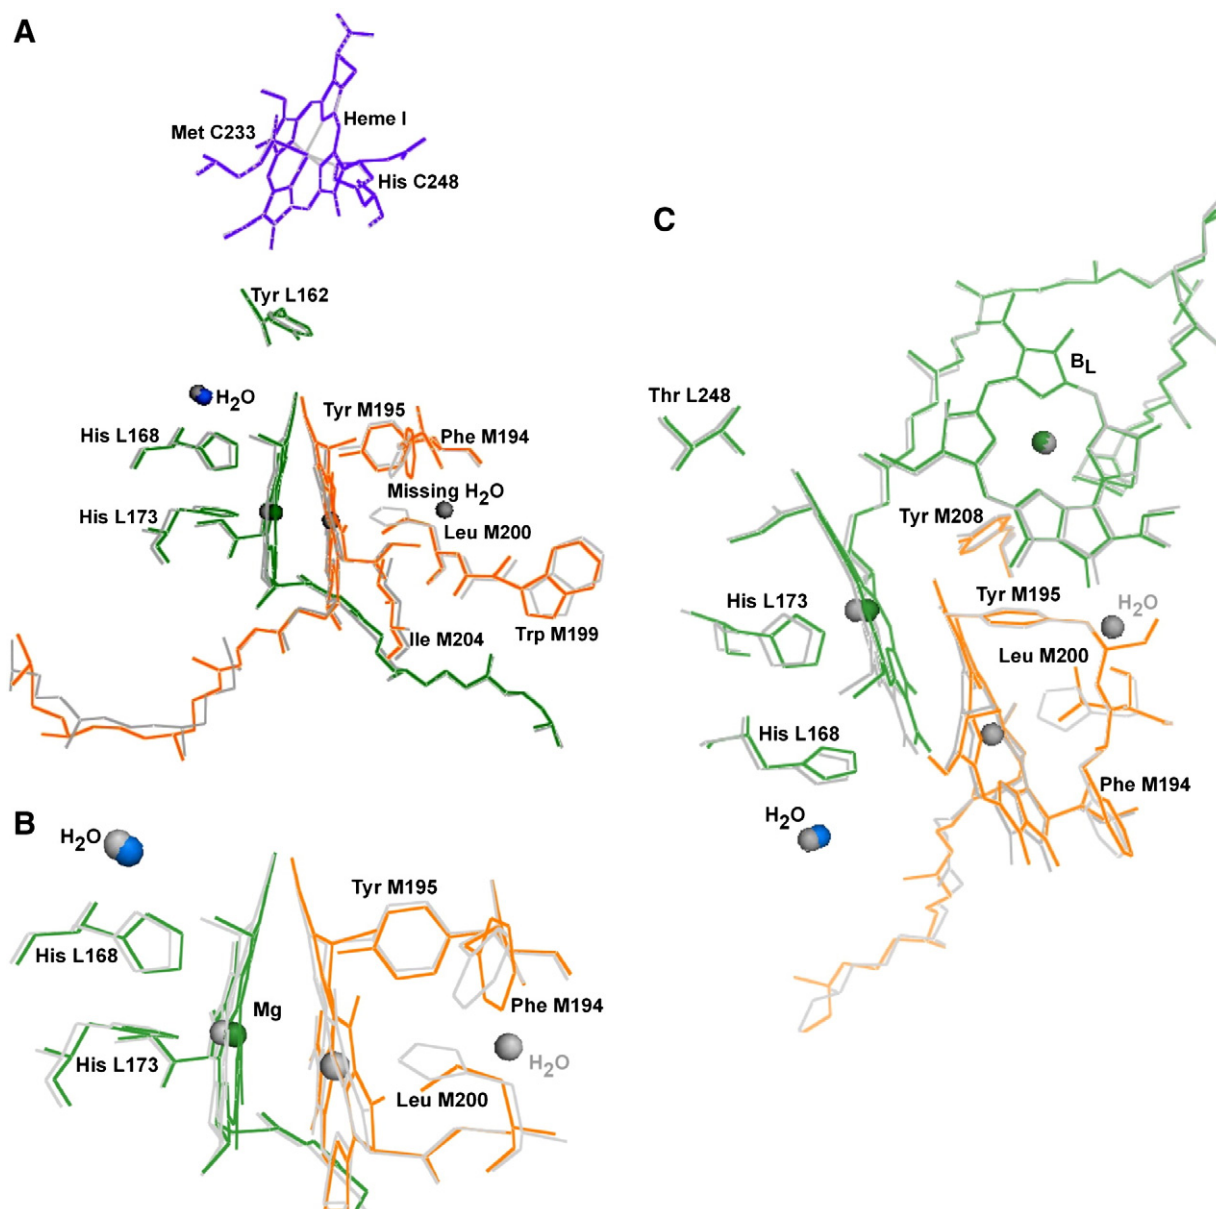 A
Heme I
Met C233
His C248
Tyr L162
H2O
Tyr M195
His L168
Phe M194
Missing H2O
His L173
Leu M200
Ile M204
Trp M199
B
H2O
Tyr M195
His L168
Phe M194
Mg
H2O
His L173
Leu M200
C
BL
Thr L248
Tyr M208
Tyr M195
H2O
His L173
Leu M200
His L168
Phe M194
H2O